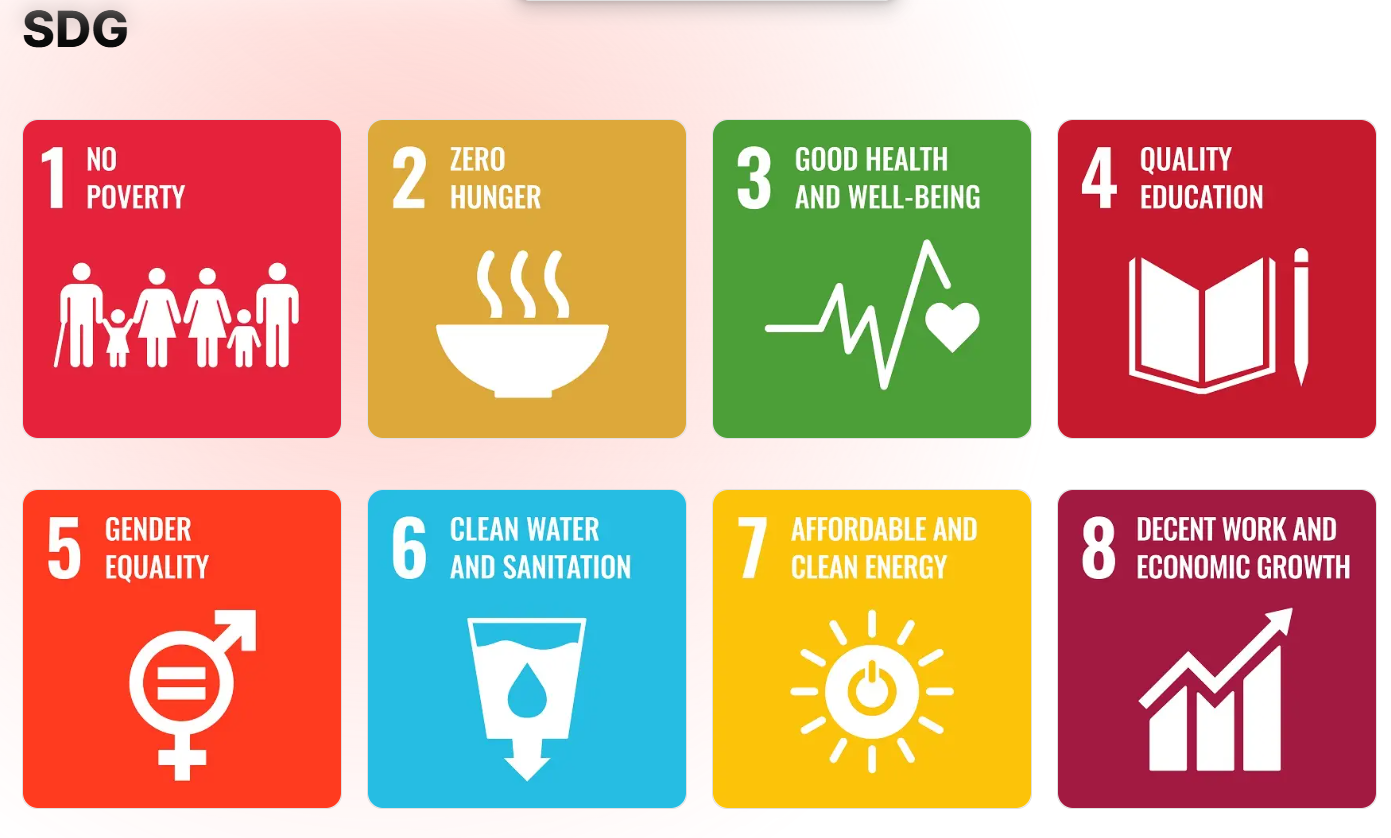 SDG
1 NO
POVERTY
2 ZERO
HUNGER
3 GOOD HEALTH
AND WELL-BEING
4 QUALITY
EDUCATION
5 GENDER
EQUALITY
6 CLEAN WATER
AND SANITATION
7 AFFORDABLE AND
CLEAN ENERGY
8 DECENT WORK AND
ECONOMIC GROWTH